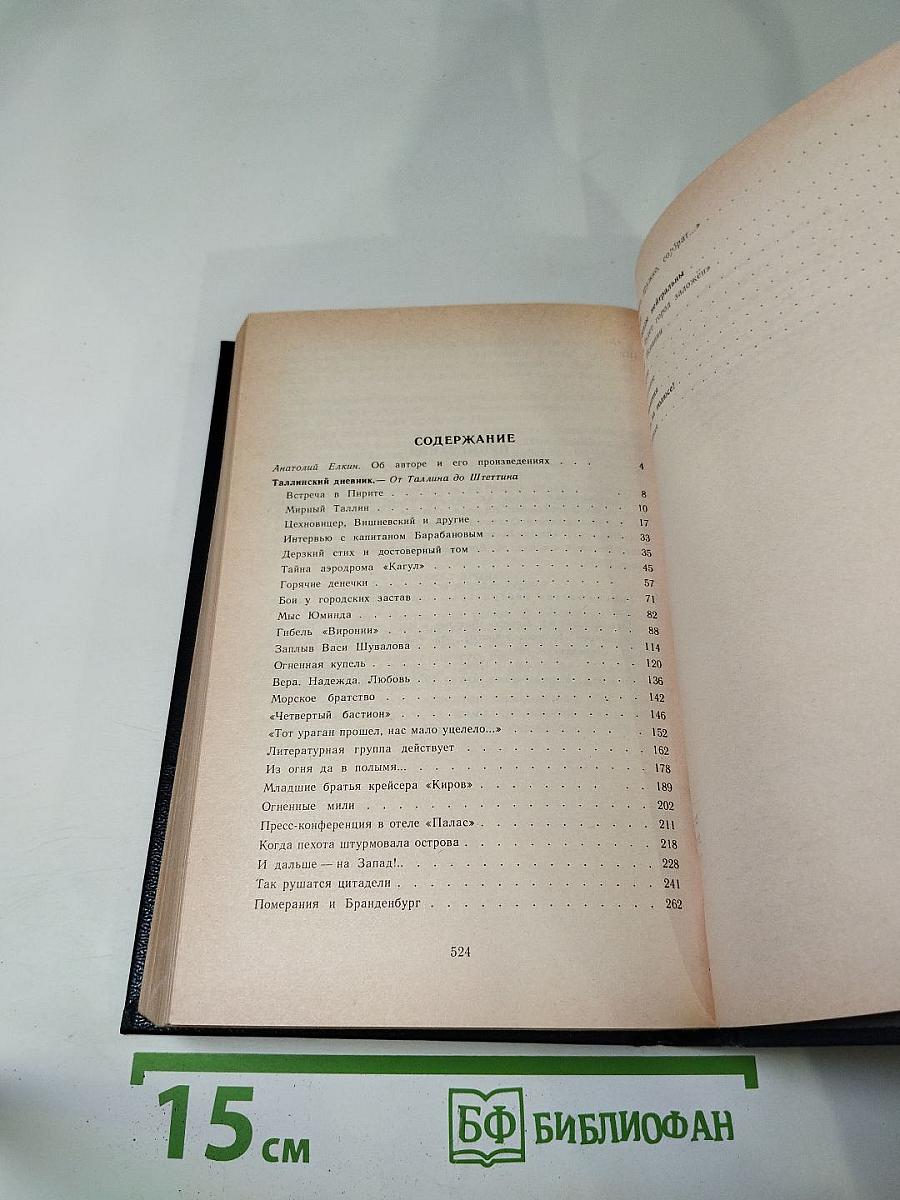 СОДЕРЖАНИЕ
Анатолий Елкин. Об авторе и его произведениях . . . 4
Таллинский дневник.— От Таллина до Штеттина
Встреча в Пирите . . . . . . . . . . . . . . 8
Мирный Таллин . . . . . . . . . . . . . . 10
Цехновицер, Вишневский и другие . . . . . . . . . 17
Интервью с капитаном Барабановым . . . . . . . . 33
Дерзкий стих и достоверный том . . . . . . . . . 35
Тайна аэродрома «Кагул» . . . . . . . . . . . . 45
Горячие денечки . . . . . . . . . . . . . . 57
Бои у городских застав . . . . . . . . . . . . 71
Мыс Юминда . . . . . . . . . . . . . . . 82
Гибель «Виронии» . . . . . . . . . . . . . . 88
Заплыв Васи Шувалова . . . . . . . . . . . . 114
Огненная купель . . . . . . . . . . . . . . 120
Вера. Надежда. Любовь . . . . . . . . . . . . 136
Морское братство . . . . . . . . . . . . . . 142
«Четвертый бастион» . . . . . . . . . . . . . 146
«Тот ураган прошел, нас мало уцелело...» . . . . . . . 152
Литературная группа действует . . . . . . . . . . 162
Из огня да в полымя... . . . . . . . . . . . . 178
Младшие братья крейсера «Киров» . . . . . . . . . 189
Огненные мили . . . . . . . . . . . . . . . 202
Пресс-конференция в отеле «Палас» . . . . . . . . . 211
Когда пехота штурмовала острова . . . . . . . . . 218
И дальше — на Запад!.. . . . . . . . . . . . . 228
Так рушатся цитадели . . . . . . . . . . . . . 241
Померания и Бранденбург . . . . . . . . . . . . 262
524
собрат...»
нейтральны
город заложён»
15 см
БФ БИБЛИОФАН